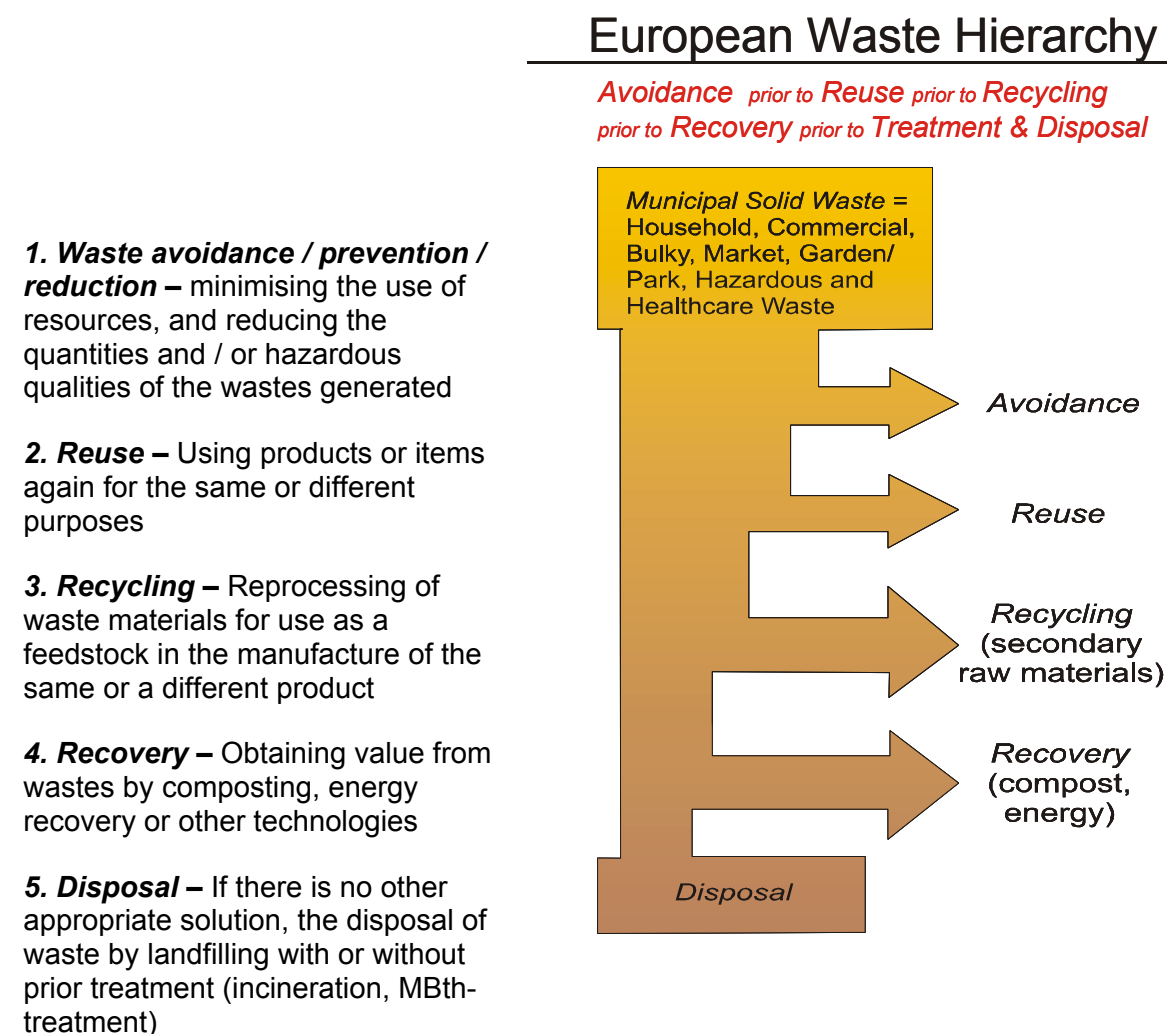 European Waste Hierarchy
Avoidance prior to Reuse prior to Recycling
prior to Recovery prior to Treatment & Disposal
1. Waste avoidance / prevention /
reduction – minimising the use of
resources, and reducing the
quantities and / or hazardous
qualities of the wastes generated
2. Reuse – Using products or items
again for the same or different
purposes
3. Recycling – Reprocessing of
waste materials for use as a
feedstock in the manufacture of the
same or a different product
4. Recovery – Obtaining value from
wastes by composting, energy
recovery or other technologies
5. Disposal – If there is no other
appropriate solution, the disposal of
waste by landfilling with or without
prior treatment (incineration, MBth-
treatment)
Municipal Solid Waste =
Household, Commercial,
Bulky, Market, Garden/
Park, Hazardous and
Healthcare Waste
Avoidance
Reuse
Recycling
(secondary
raw materials)
Recovery
(compost,
energy)
Disposal